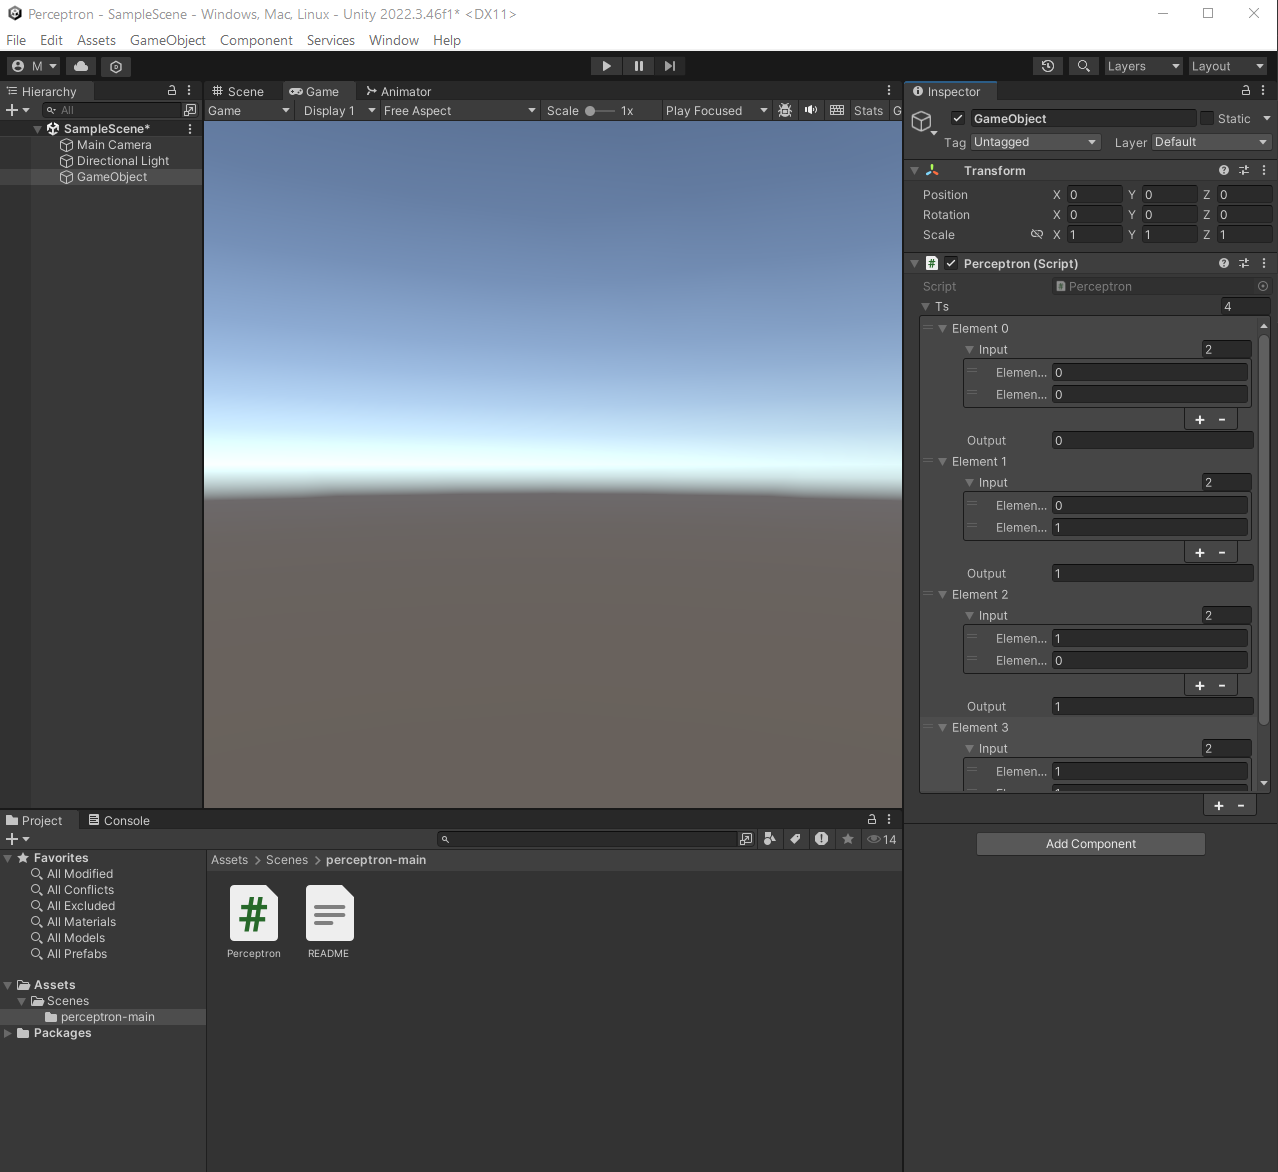 Perceptron - SampleScene - Windows, Mac, Linux - Unity 2022.3.46f1* <DX11>
File Edit Assets GameObject Component Services Window Help
M Layers Layout
Hierarchy
All
SampleScene*
Main Camera
Directional Light
GameObject
Scene Game Animator
Game Display 1 Free Aspect Scale 1x Play Focused Stats G
Inspector
GameObject Static
Tag Untagged Layer Default
Transform
Position X 0 Y 0 Z 0
Rotation X 0 Y 0 Z 0
Scale X 1 Y 1 Z 1
# Perceptron (Script)
Script # Perceptron
Ts 4
Element 0
Input 2
Elemen... 0
Elemen... 0
+ -
Output 0
Element 1
Input 2
Elemen... 0
Elemen... 1
+ -
Output 1
Element 2
Input 2
Elemen... 1
Elemen... 0
+ -
Output 1
Element 3
Input 2
Elemen... 1
+ -
Add Component
Project Console
14
Favorites
All Modified
All Conflicts
All Excluded
All Materials
All Models
All Prefabs
Assets
Scenes
perceptron-main
Packages
Assets > Scenes > perceptron-main
#
Perceptron README